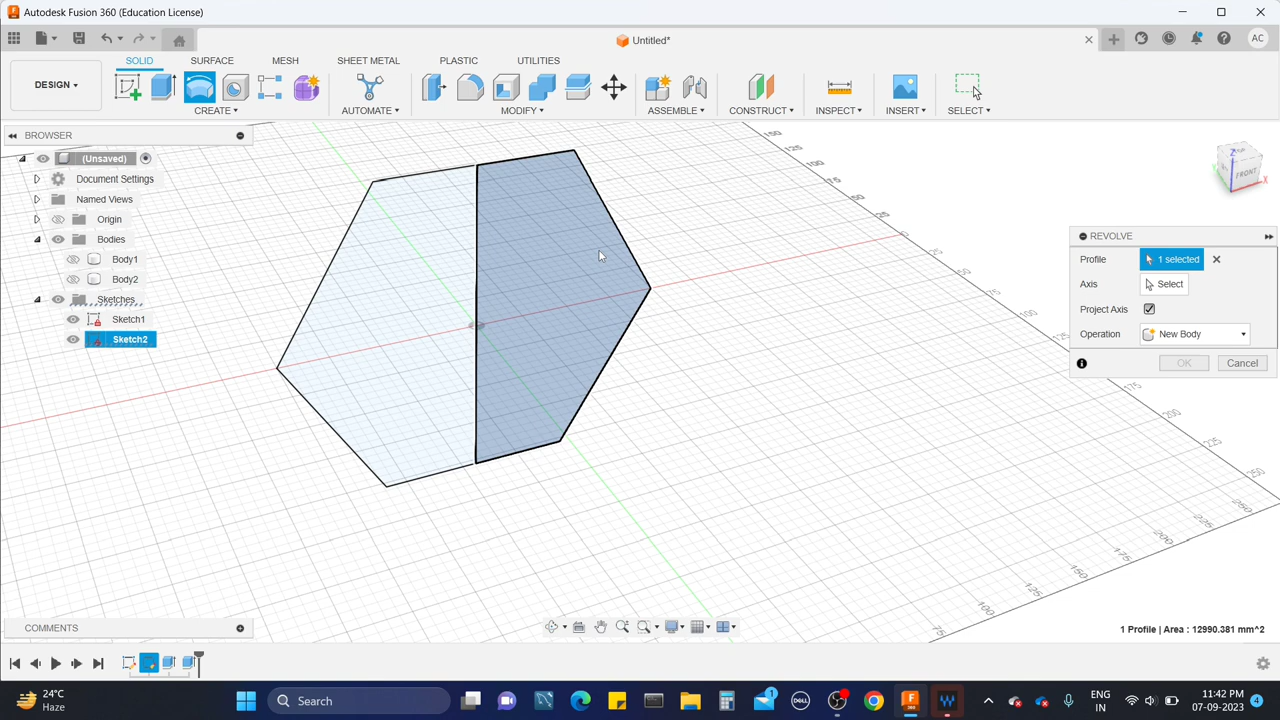 Autodesk Fusion 360 (Education License)
Untitled*
AC
DESIGN
SOLID SURFACE MESH SHEET METAL PLASTIC UTILITIES
CREATE AUTOMATE MODIFY ASSEMBLE CONSTRUCT INSPECT INSERT SELECT
BROWSER
(Unsaved)
Document Settings
Named Views
Origin
Bodies
Body1
Body2
Sketches
Sketch1
Sketch2
FRONT
REVOLVE
Profile 1 selected
Axis Select
Project Axis
Operation New Body
OK Cancel
COMMENTS
1 Profile | Area : 12990.381 mm^2
24°C
Haze
Search
ENG
IN
11:42 PM
07-09-2023
4